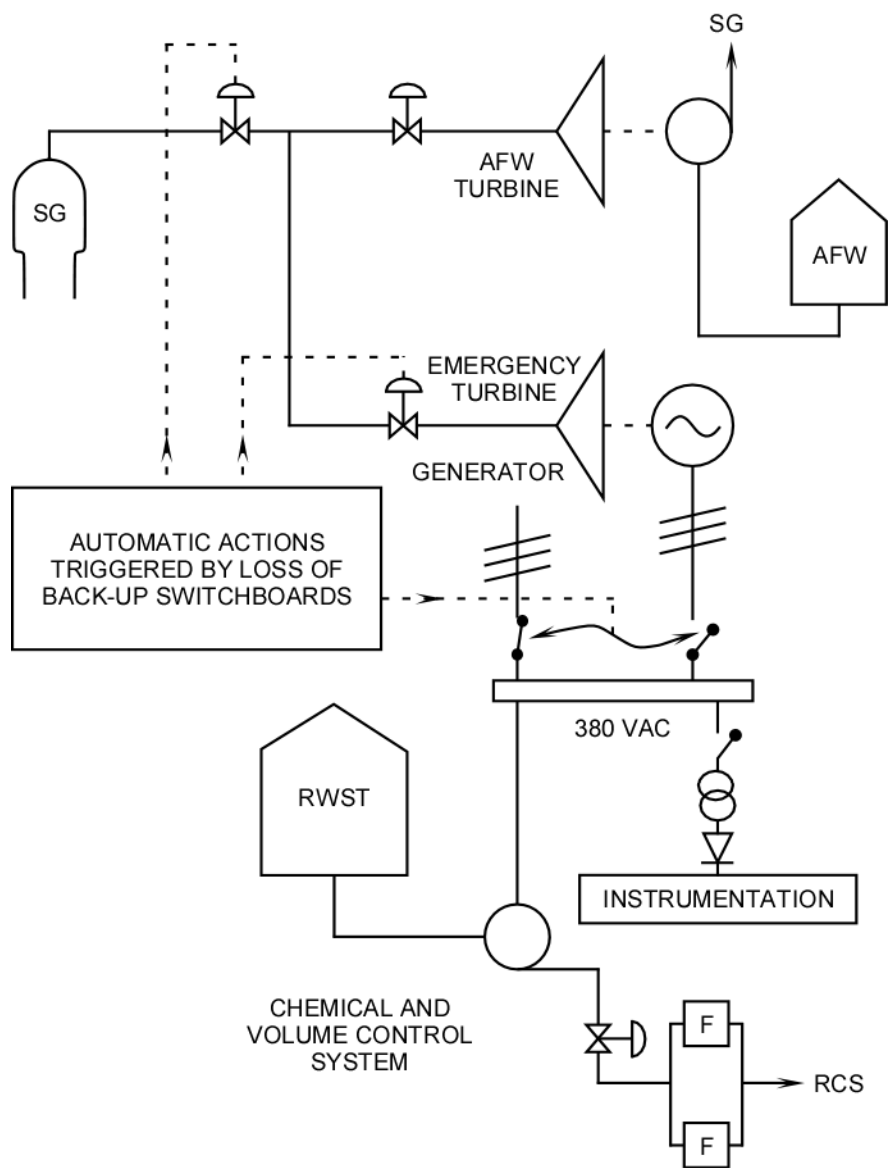 SG
SG
AFW
TURBINE
AFW
EMERGENCY
TURBINE
GENERATOR
AUTOMATIC ACTIONS
TRIGGERED BY LOSS OF
BACK-UP SWITCHBOARDS
380 VAC
RWST
INSTRUMENTATION
CHEMICAL AND
VOLUME CONTROL
SYSTEM
F
RCS
F